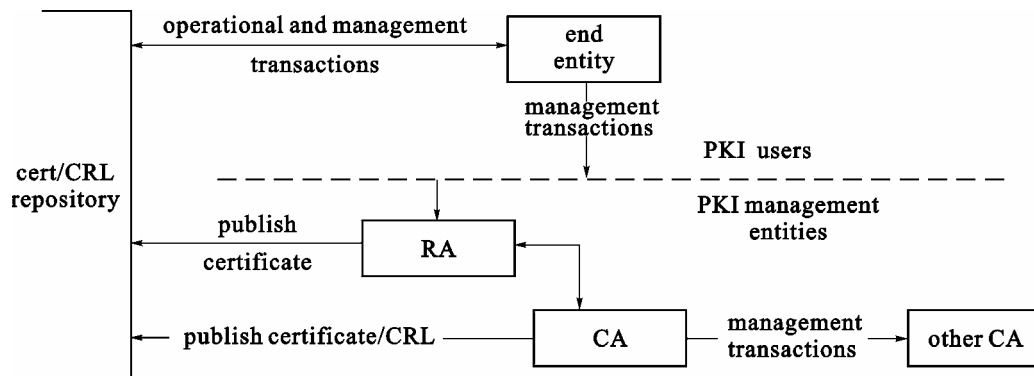 operational and management
transactions
end
entity
management
transactions
PKI users
cert/CRL
repository
PKI management
entities
publish
certificate
RA
publish certificate/CRL
CA
management
transactions
other CA